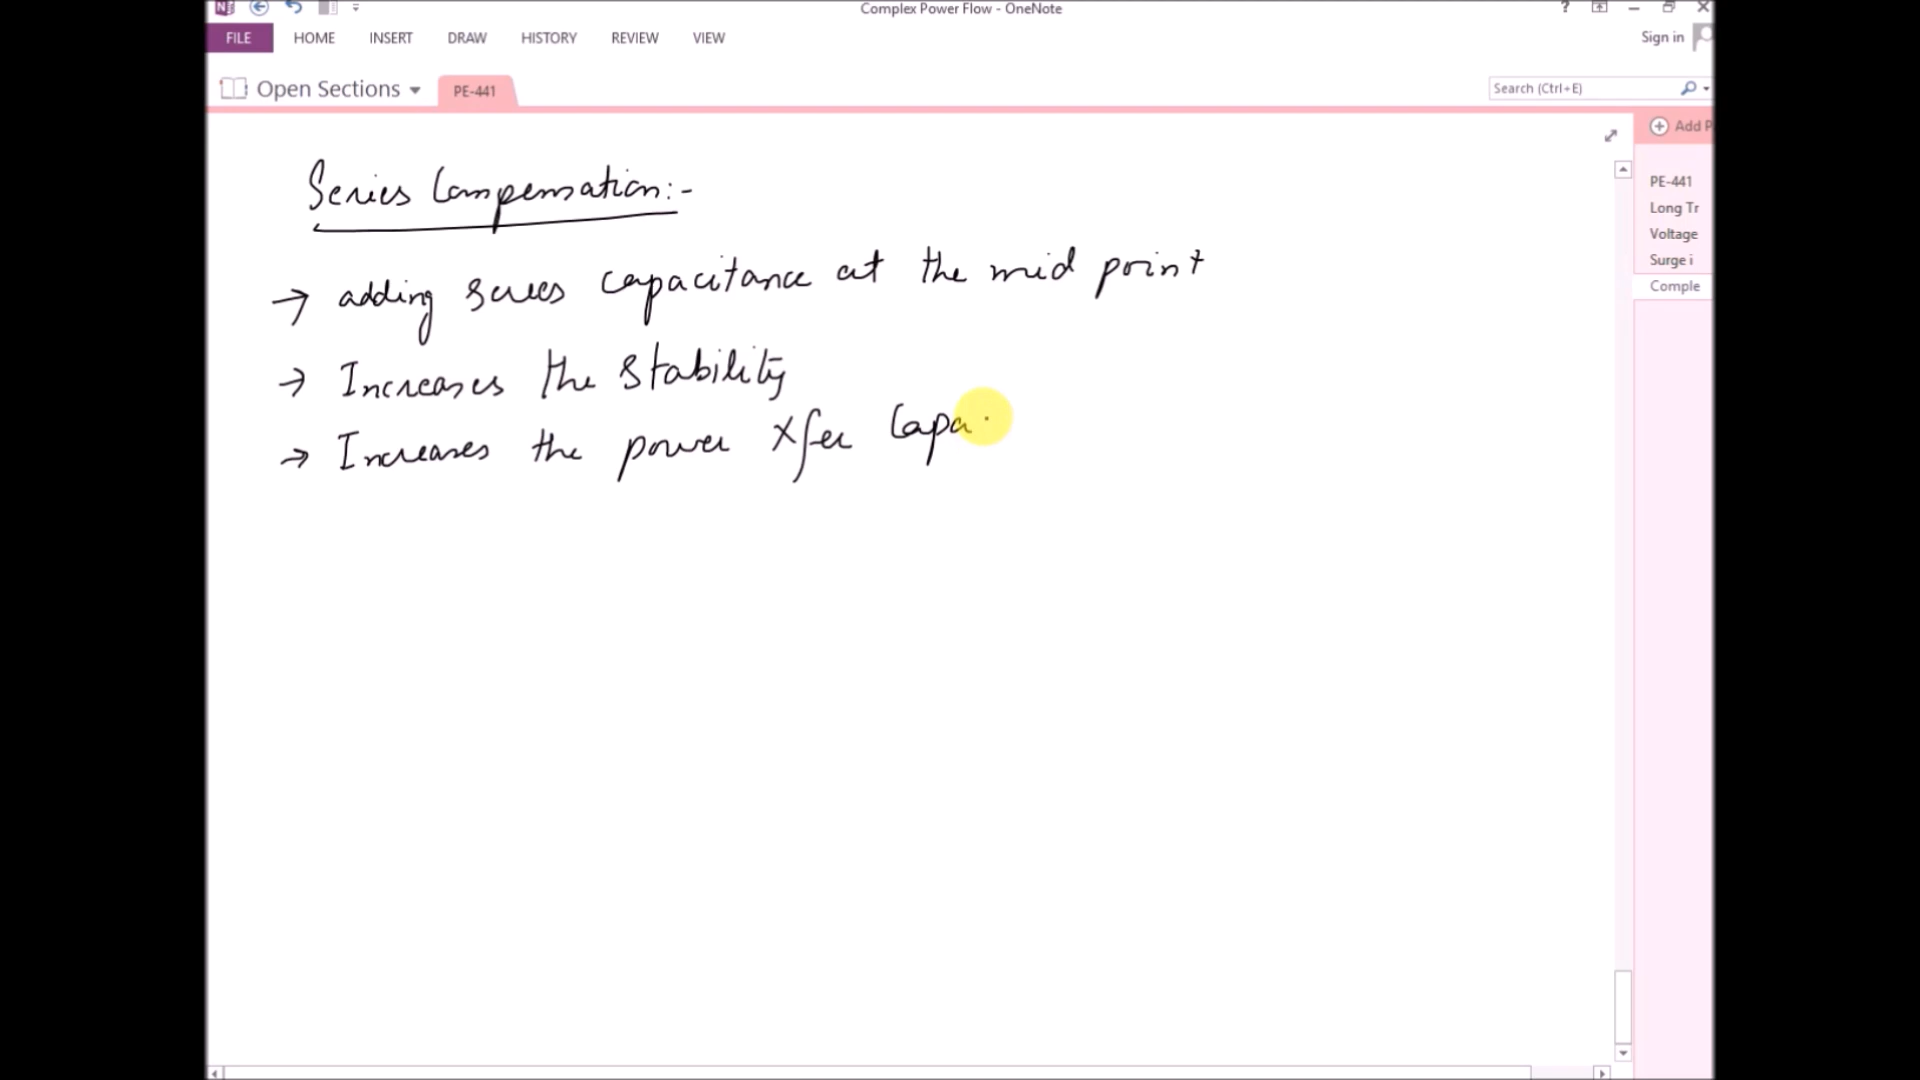 Complex Power Flow - OneNote
?
FILE HOME INSERT DRAW HISTORY REVIEW VIEW
Sign in
Open Sections PE-441
Search (Ctrl+E)
Add P
PE-441
Long Tr
Voltage
Surge i
Comple
Series Compensation:-
→ adding series capacitance at the mid point
→ Increases the stability
→ Increases the power Xfer Capa